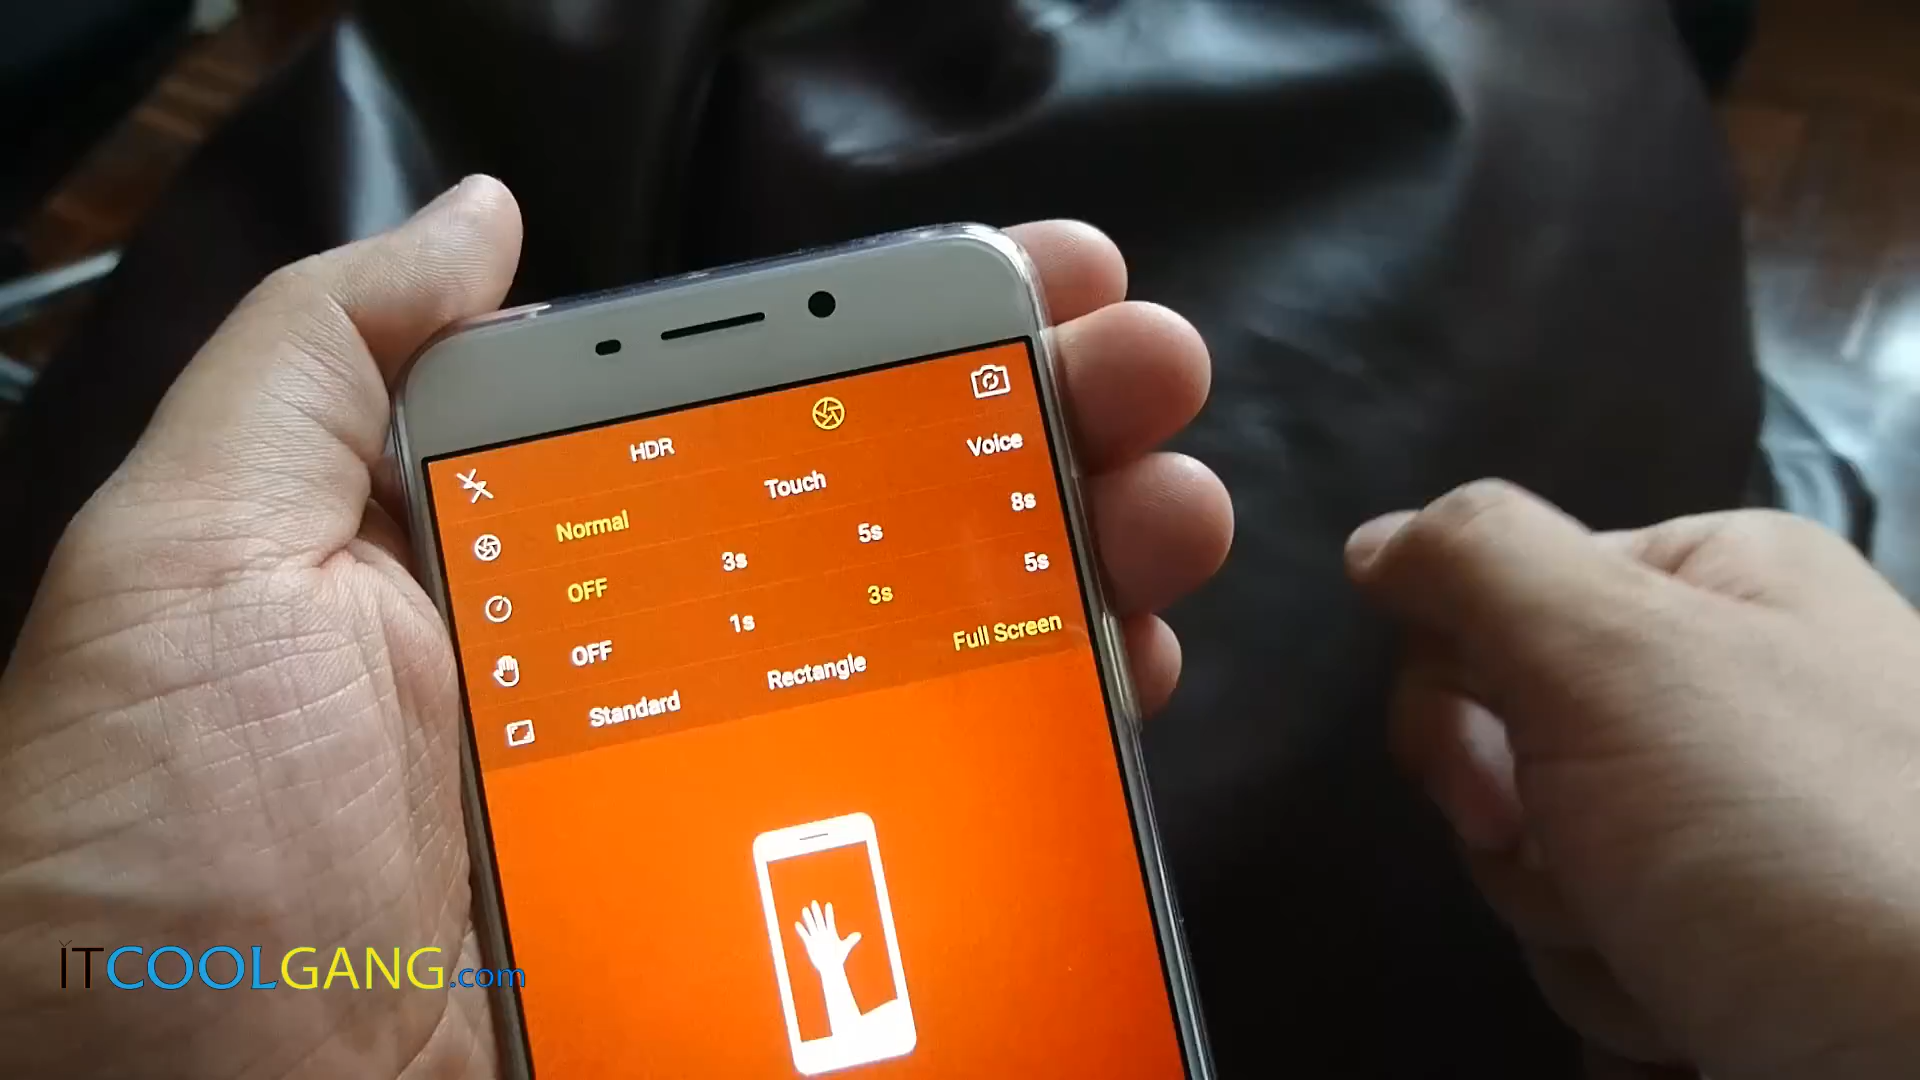 HDR
Normal Touch Voice
OFF 3s 5s 8s
OFF 1s 3s 5s
Standard Rectangle Full Screen
ITCOOLGANG.com